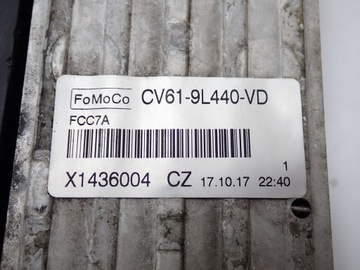 FoMoCo CV61-9L440-VD
FCC7A
1
X1436004 CZ 17.10.17 22:40